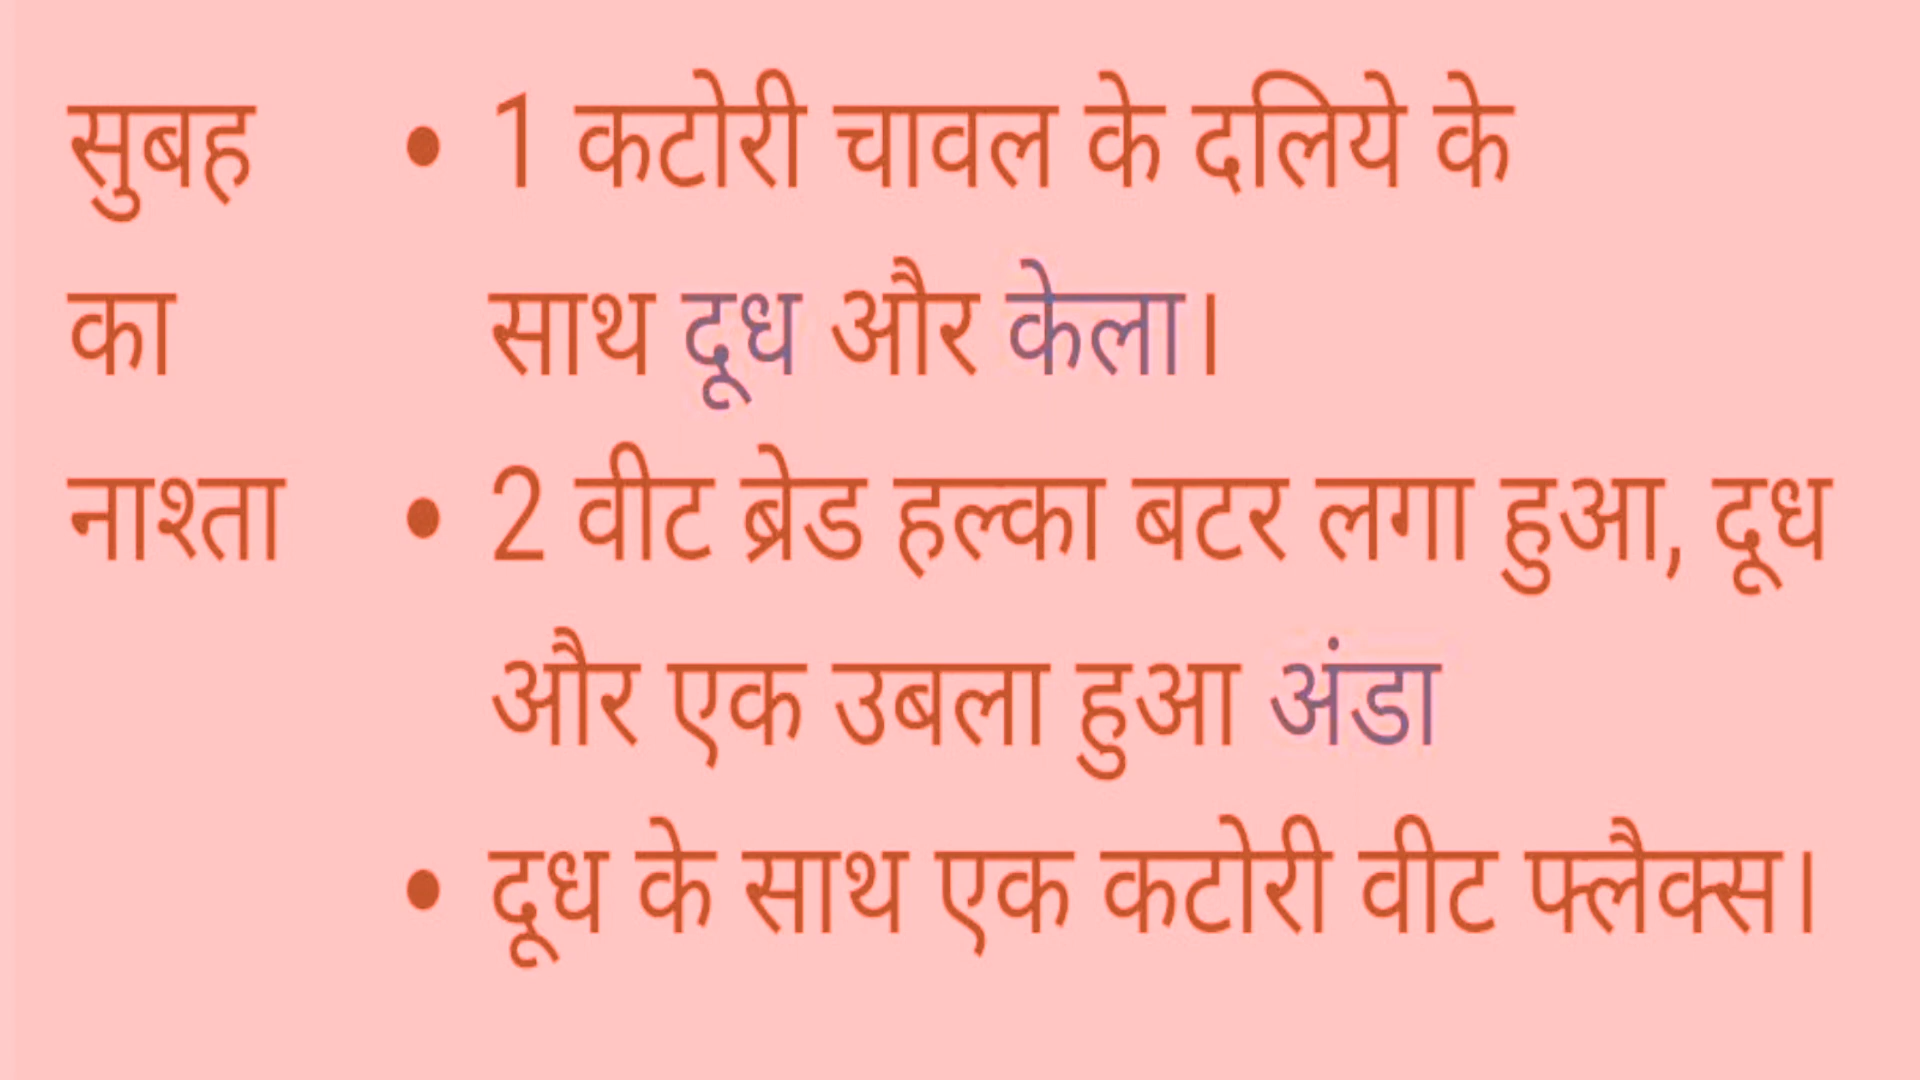 सुबह • 1 कटोरी चावल के दलिये के
का साथ दूध और केला।
नाश्ता • 2 वीट ब्रेड हल्का बटर लगा हुआ, दूध
और एक उबला हुआ अंडा
• दूध के साथ एक कटोरी वीट फ्लैक्स।